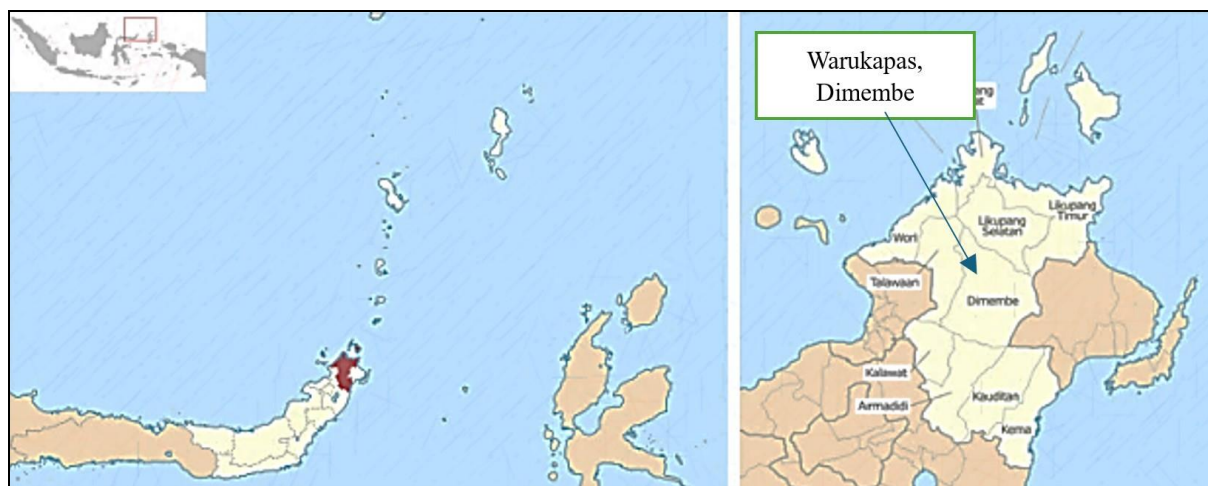 Warukapas,
Dimembe
Likupang
Timur
Likupang
Selatan
Wori
Talawaan
Dimembe
Kalawat
Kauditan
Airmadidi
Kema